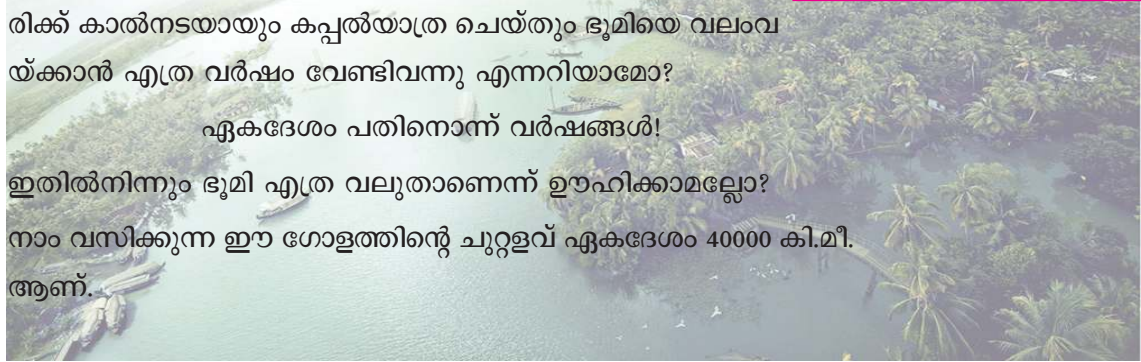 രിക്ക് കാൽനടയായും കപ്പൽയാത്ര ചെയ്തും ഭൂമിയെ വലംവ
യ്ക്കാൻ എത്ര വർഷം വേണ്ടിവന്നു എന്നറിയാമോ?
ഏകദേശം പതിനൊന്ന് വർഷങ്ങൾ!
ഇതിൽനിന്നും ഭൂമി എത്ര വലുതാണെന്ന് ഊഹിക്കാമല്ലോ?
നാം വസിക്കുന്ന ഈ ഗോളത്തിന്റെ ചുറ്റളവ് ഏകദേശം 40000 കി.മീ.
ആണ്.